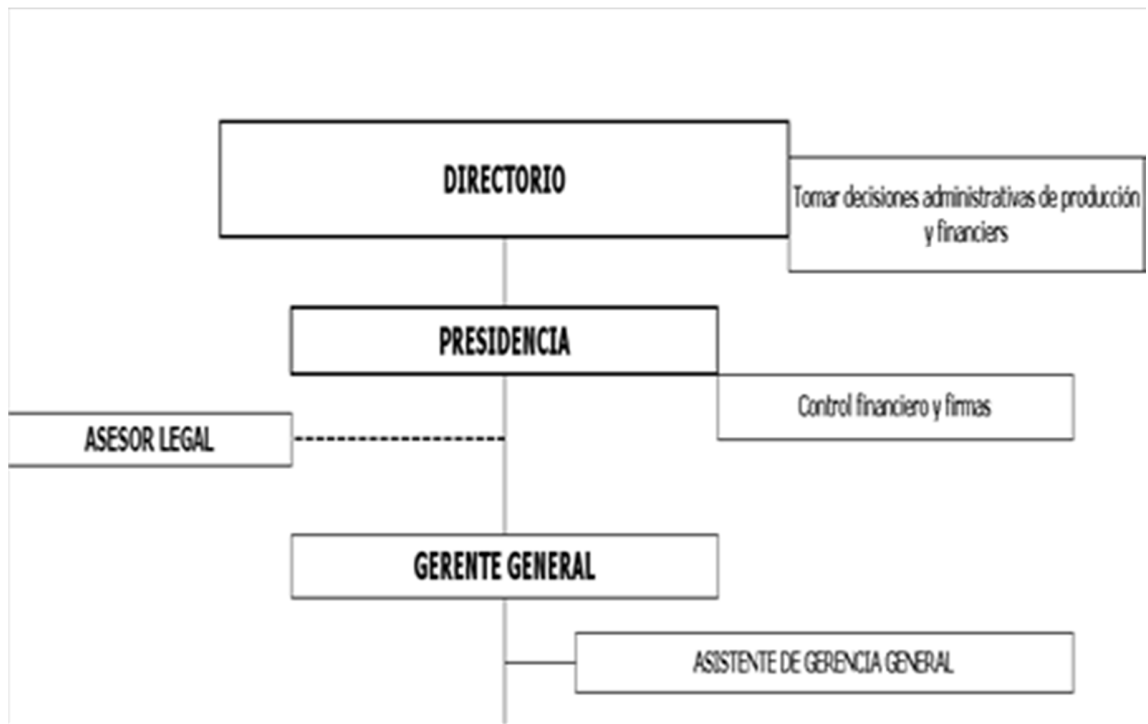 DIRECTORIO
Tomar decisiones administrativas de producción
y financiers
PRESIDENCIA
Control financiero y firmas
ASESOR LEGAL
GERENTE GENERAL
ASISTENTE DE GERENCIA GENERAL